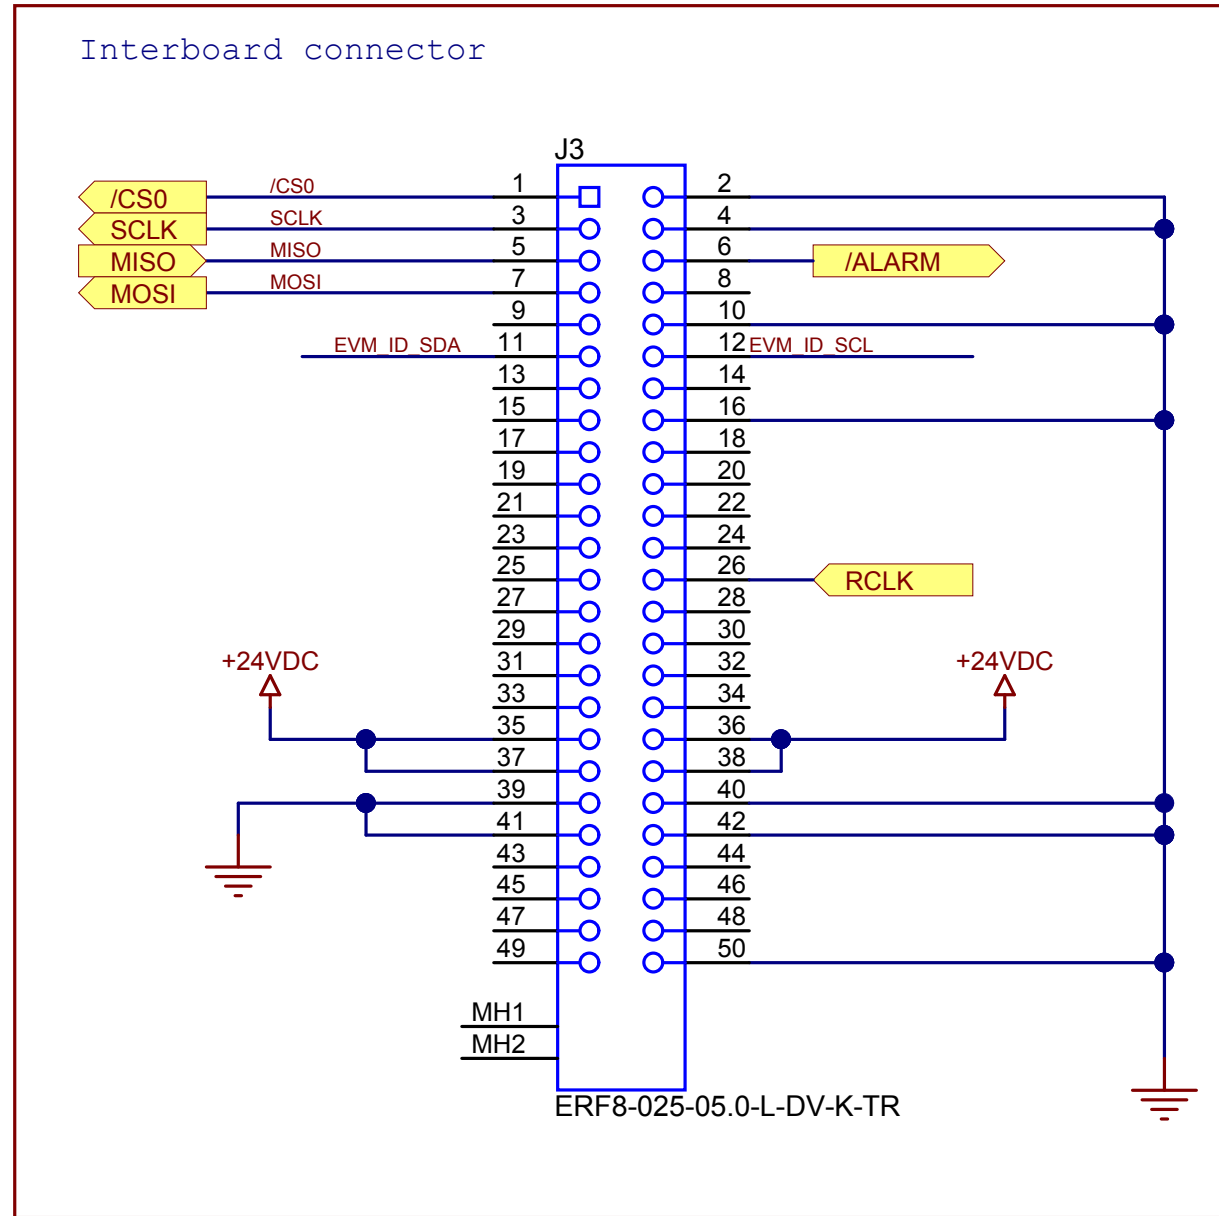 Interboard connector
J3
/CS0 /CS0 1 2
SCLK SCLK 3 4
MISO MISO 5 6 /ALARM
MOSI MOSI 7 8
9 10
EVM_ID_SDA 11 12 EVM_ID_SCL
13 14
15 16
17 18
19 20
21 22
23 24
25 26 RCLK
27 28
29 30
+24VDC 31 32 +24VDC
33 34
35 36
37 38
39 40
41 42
43 44
45 46
47 48
49 50
MH1
MH2
ERF8-025-05.0-L-DV-K-TR